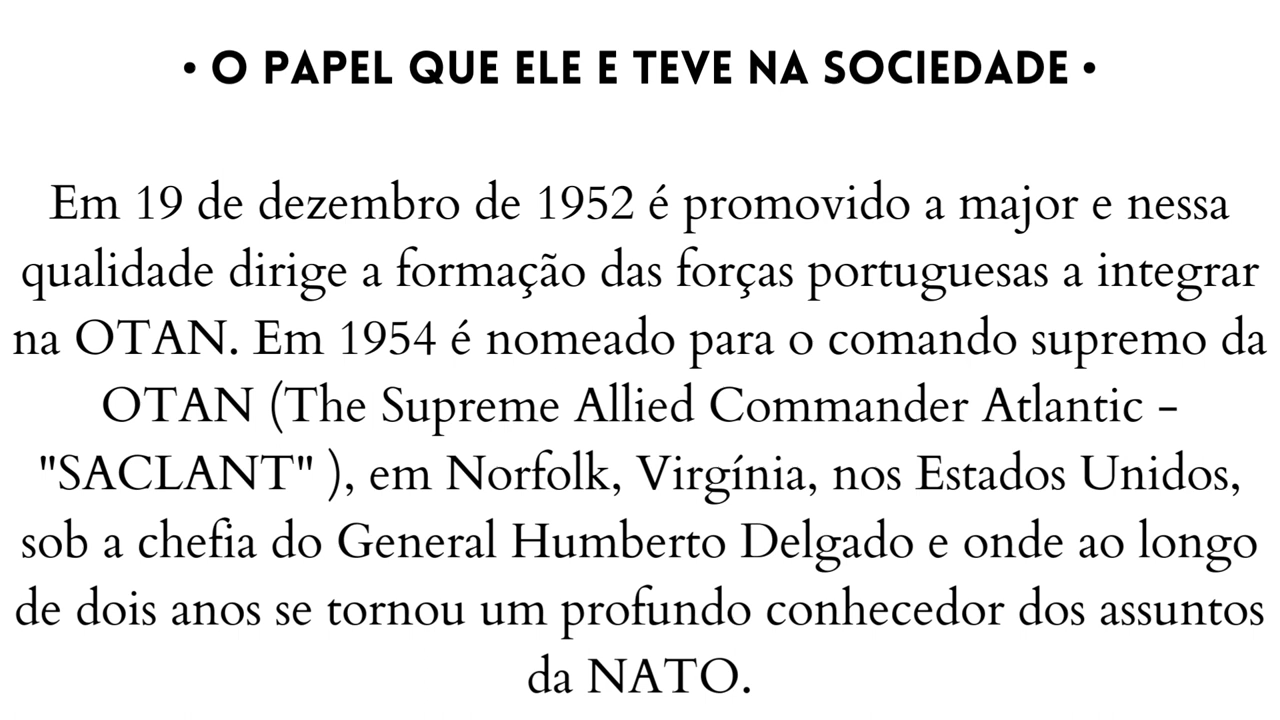 • O PAPEL QUE ELE E TEVE NA SOCIEDADE •
Em 19 de dezembro de 1952 é promovido a major e nessa
qualidade dirige a formação das forças portuguesas a integrar
na OTAN. Em 1954 é nomeado para o comando supremo da
OTAN (The Supreme Allied Commander Atlantic -
"SACLANT" ), em Norfolk, Virgínia, nos Estados Unidos,
sob a chefia do General Humberto Delgado e onde ao longo
de dois anos se tornou um profundo conhecedor dos assuntos
da NATO.